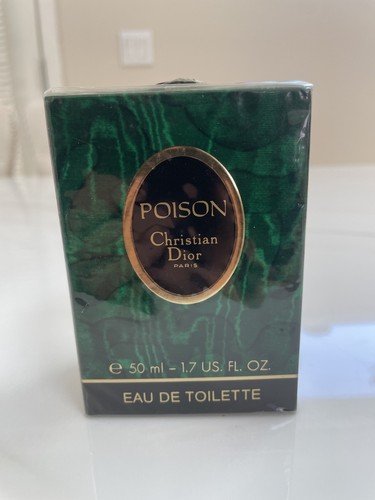 POISON
Christian
Dior
PARIS
℮ 50 ml – 1.7 US. FL. OZ.
EAU DE TOILETTE